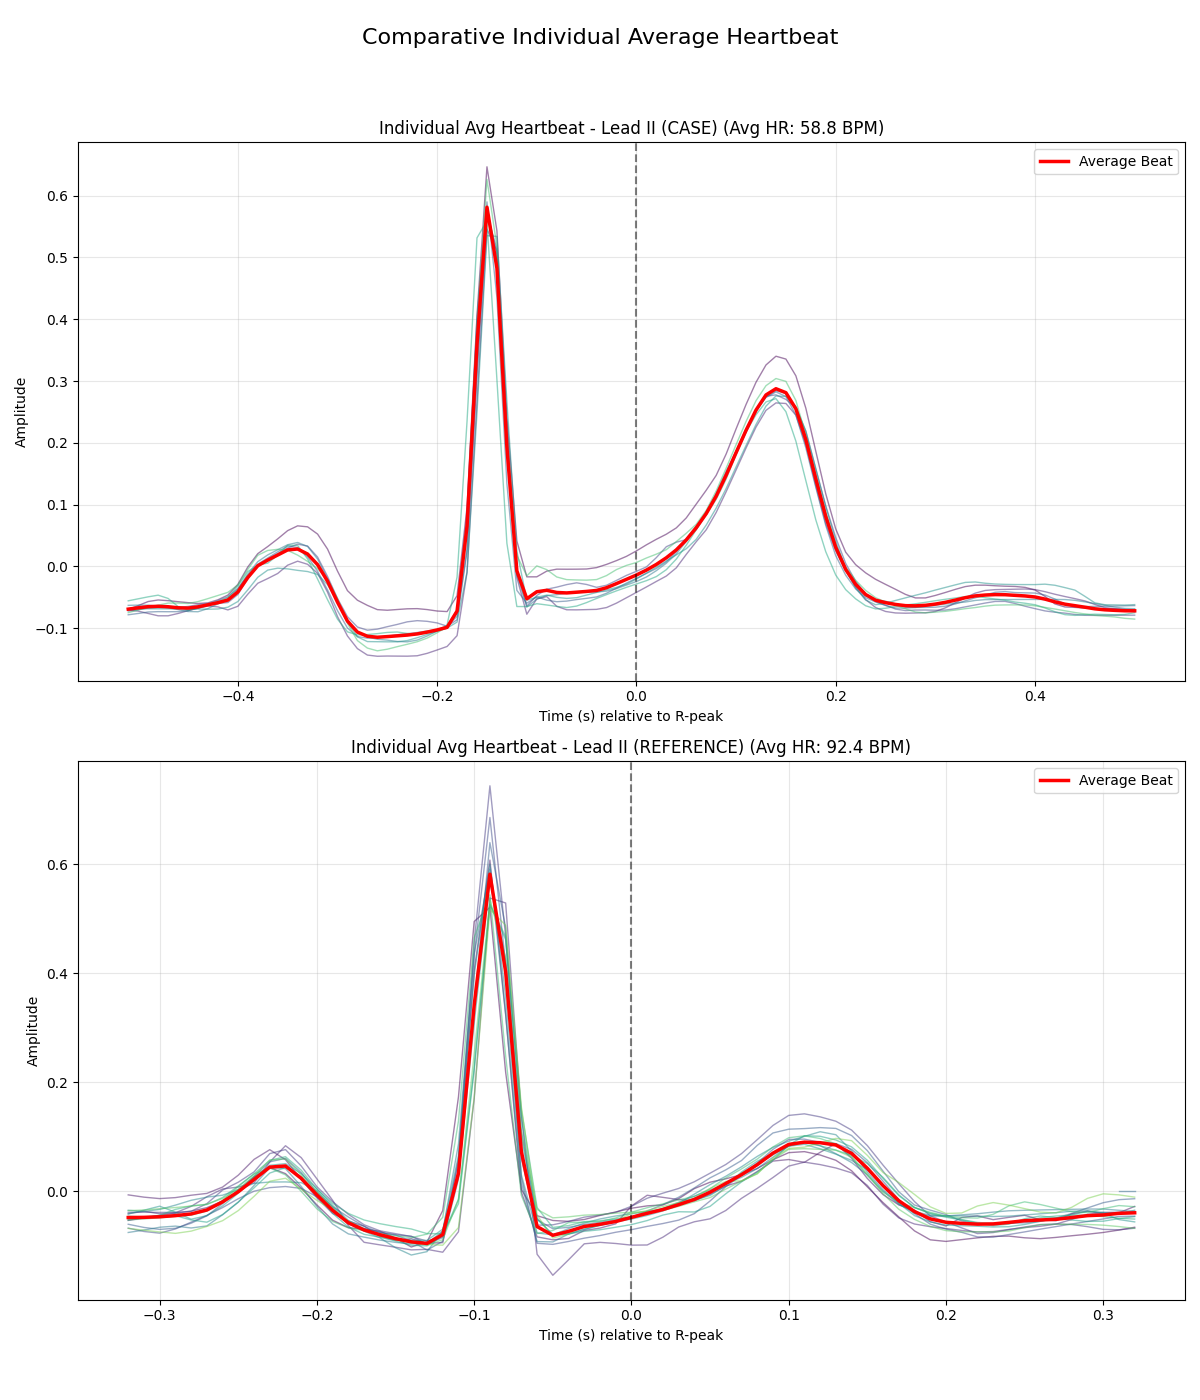 Comparative Individual Average Heartbeat
Individual Avg Heartbeat - Lead II (CASE) (Avg HR: 58.8 BPM)
Average Beat
Amplitude
0.6
0.5
0.4
0.3
0.2
0.1
0.0
−0.1
−0.4
−0.2
0.0
0.2
0.4
Time (s) relative to R-peak
Individual Avg Heartbeat - Lead II (REFERENCE) (Avg HR: 92.4 BPM)
Average Beat
Amplitude
0.6
0.4
0.2
0.0
−0.3
−0.2
−0.1
0.0
0.1
0.2
0.3
Time (s) relative to R-peak